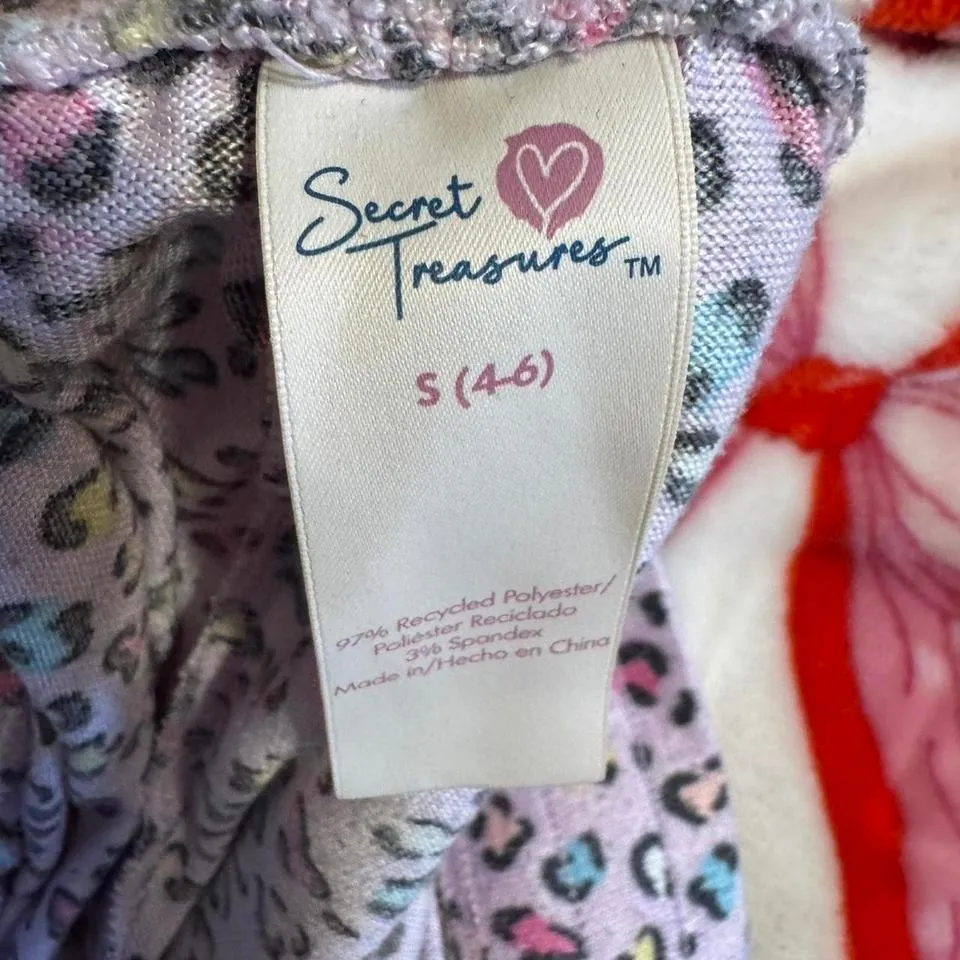 Secret
Treasures™
S (4-6)
97% Recycled Polyester/
Poliéster Reciclado
3% Spandex
Made in/Hecho en China